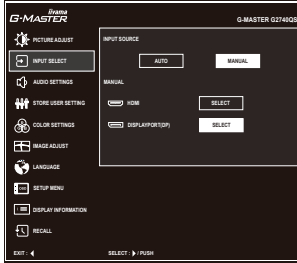 iiyama
G-MASTER
G-MASTER G2740QS
PICTURE ADJUST
INPUT SELECT
AUDIO SETTINGS
STORE USER SETTING
COLOR SETTINGS
IMAGE ADJUST
LANGUAGE
SETUP MENU
DISPLAY INFORMATION
RECALL
INPUT SOURCE
AUTO MANUAL
MANUAL
HDMI SELECT
DISPLAYPORT(DP) SELECT
EXIT : SELECT : / PUSH